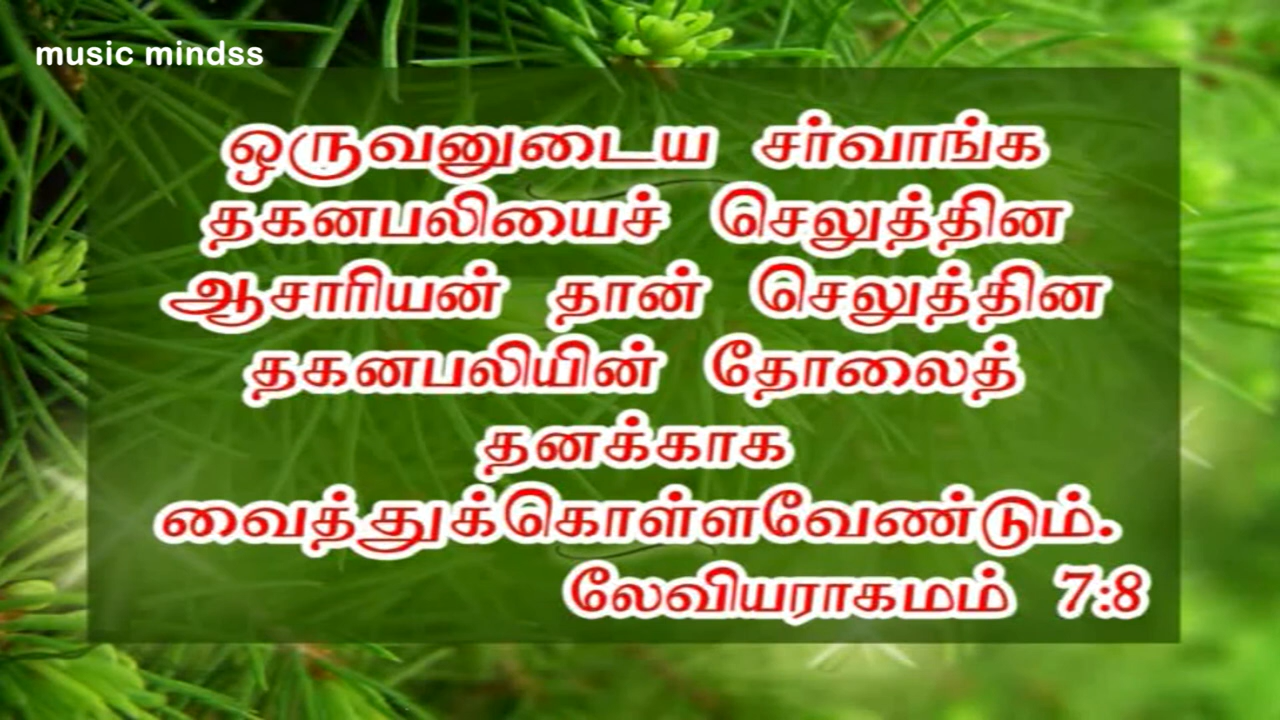 music mindss
ஒருவனுடைய சர்வாங்க
தகனபலியைச் செலுத்தின
ஆசாரியன் தான் செலுத்தின
தகனபலியின் தோலைத்
தனக்காக
வைத்துக்கொள்ளவேண்டும்.
லேவியராகமம் 7:8